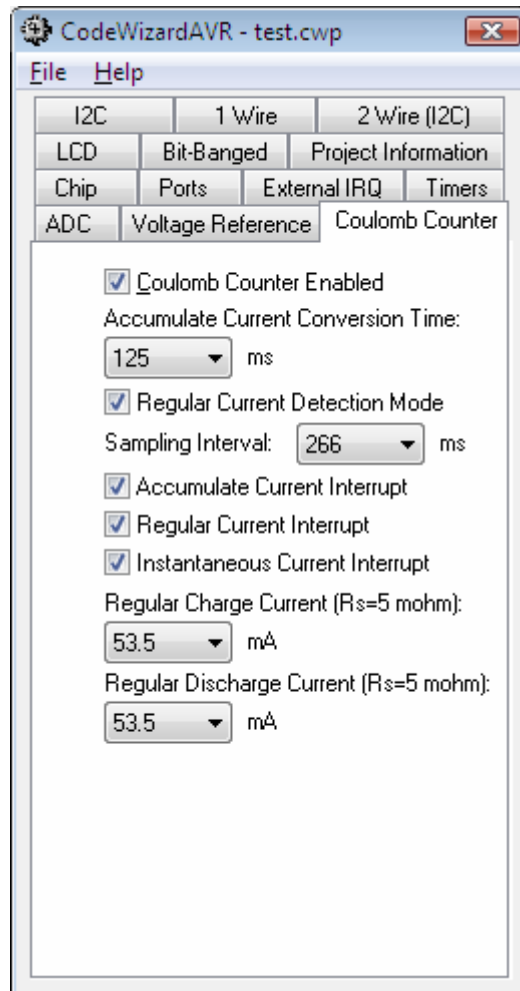 CodeWizardAVR - test.cwp
File Help
I2C 1 Wire 2 Wire (I2C)
LCD Bit-Banged Project Information
Chip Ports External IRQ Timers
ADC Voltage Reference Coulomb Counter
Coulomb Counter Enabled
Accumulate Current Conversion Time:
125 ms
Regular Current Detection Mode
Sampling Interval: 266 ms
Accumulate Current Interrupt
Regular Current Interrupt
Instantaneous Current Interrupt
Regular Charge Current (Rs=5 mohm):
53.5 mA
Regular Discharge Current (Rs=5 mohm):
53.5 mA